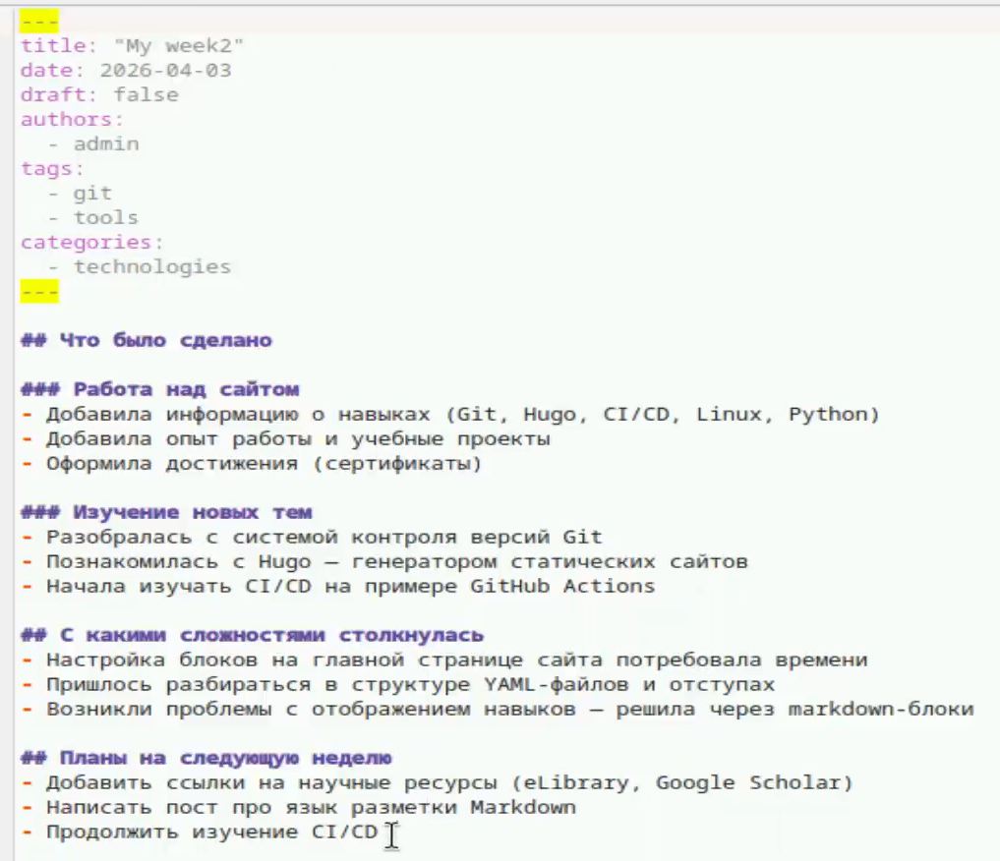 ---
title: "My week2"
date: 2026-04-03
draft: false
authors:
  - admin
tags:
  - git
  - tools
categories:
  - technologies
---
## Что было сделано
### Работа над сайтом
- Добавила информацию о навыках (Git, Hugo, CI/CD, Linux, Python)
- Добавила опыт работы и учебные проекты
- Оформила достижения (сертификаты)
### Изучение новых тем
- Разобралась с системой контроля версий Git
- Познакомилась с Hugo — генератором статических сайтов
- Начала изучать CI/CD на примере GitHub Actions
## С какими сложностями столкнулась
- Настройка блоков на главной странице сайта потребовала времени
- Пришлось разбираться в структуре YAML-файлов и отступах
- Возникли проблемы с отображением навыков — решила через markdown-блоки
## Планы на следующую неделю
- Добавить ссылки на научные ресурсы (eLibrary, Google Scholar)
- Написать пост про язык разметки Markdown
- Продолжить изучение CI/CD